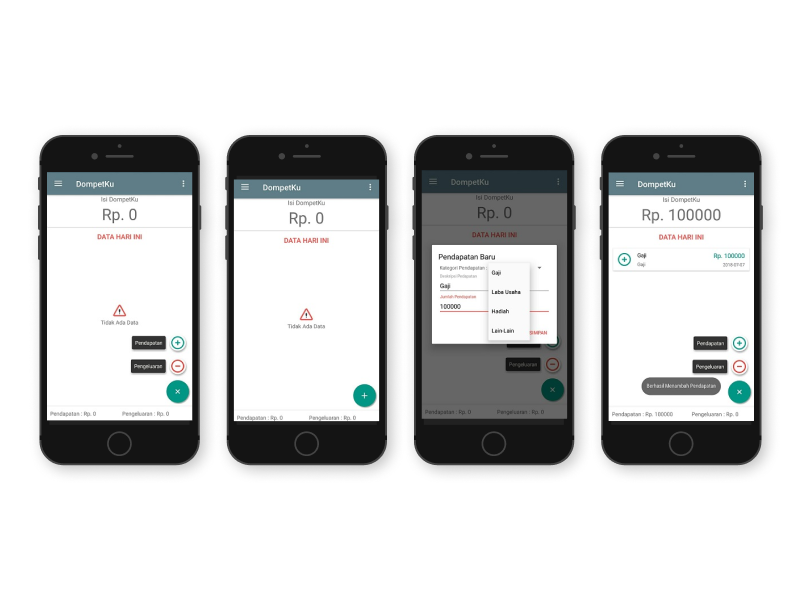 DompetKu
Isi DompetKu
Rp. 0
DATA HARI INI
Tidak Ada Data
Pendapatan
Pengeluaran
Pendapatan : Rp. 0 Pengeluaran : Rp. 0
DompetKu
Isi DompetKu
Rp. 0
DATA HARI INI
Tidak Ada Data
Pendapatan : Rp. 0 Pengeluaran : Rp. 0
DompetKu
Isi DompetKu
Rp. 0
DATA HARI INI
Pendapatan Baru
Kategori Pendapatan :
Gaji
Laba Usaha
Hadiah
Lain-Lain
Gaji
Jumlah Pendapatan
100000
Pengeluaran
Pendapatan : Rp. 0 Pengeluaran : Rp. 0
DompetKu
Isi DompetKu
Rp. 100000
DATA HARI INI
Gaji Rp. 100000
Gaji 2018-07-07
Pendapatan
Pengeluaran
Berhasil Menambah Pendapatan
Pendapatan : Rp. 100000 Pengeluaran : Rp. 0